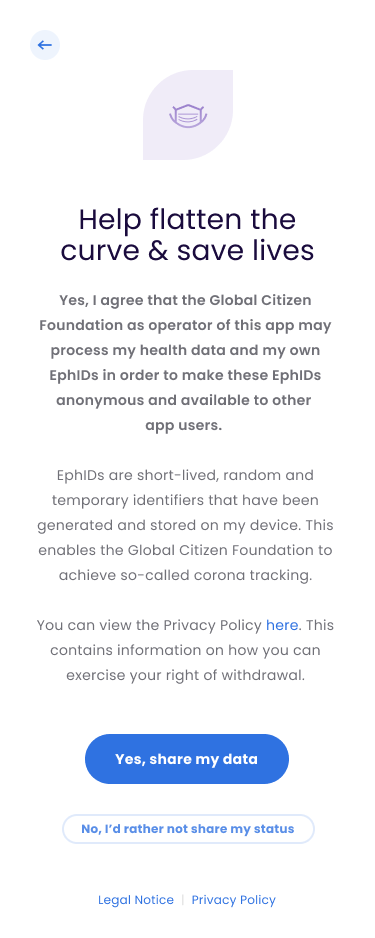 Help flatten the
curve & save lives
Yes, I agree that the Global Citizen
Foundation as operator of this app may
process my health data and my own
EphIDs in order to make these EphIDs
anonymous and available to other
app users.
EphIDs are short-lived, random and
temporary identifiers that have been
generated and stored on my device. This
enables the Global Citizen Foundation to
achieve so-called corona tracking.
You can view the Privacy Policy here. This
contains information on how you can
exercise your right of withdrawal.
Yes, share my data
No, I’d rather not share my status
Legal Notice | Privacy Policy